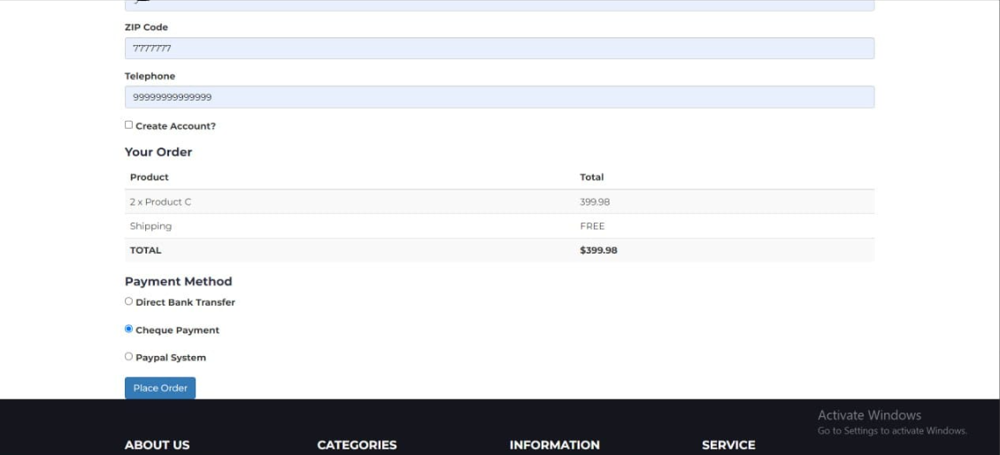 ZIP Code
7777777
Telephone
99999999999999
Create Account?
Your Order
Product Total
2 x Product C 399.98
Shipping FREE
TOTAL $399.98
Payment Method
Direct Bank Transfer
Cheque Payment
Paypal System
Place Order
Activate Windows
Go to Settings to activate Windows.
ABOUT US CATEGORIES INFORMATION SERVICE